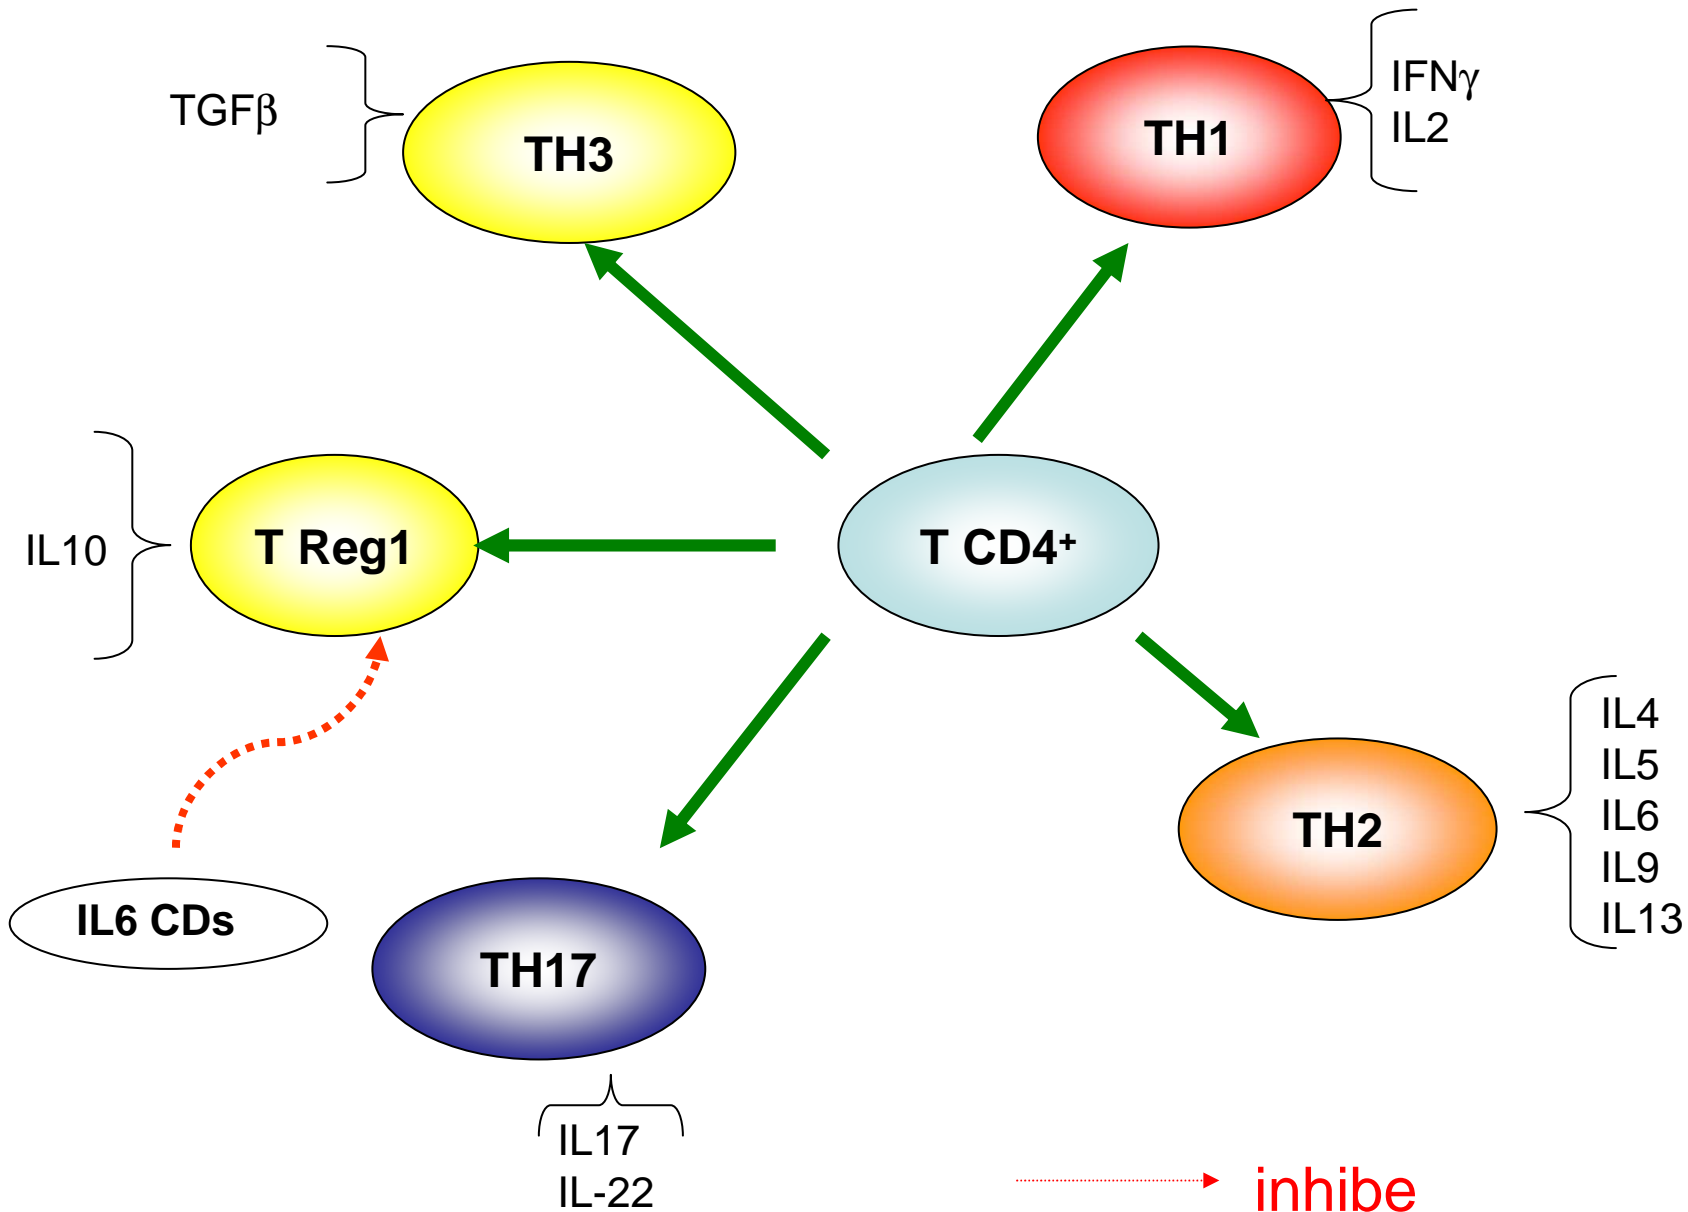 TGFβ
TH3
TH1
IFNγ
IL2
IL10
T Reg1
T CD4⁺
TH2
IL4
IL5
IL6
IL9
IL13
IL6 CDs
TH17
IL17
IL-22
inhibe